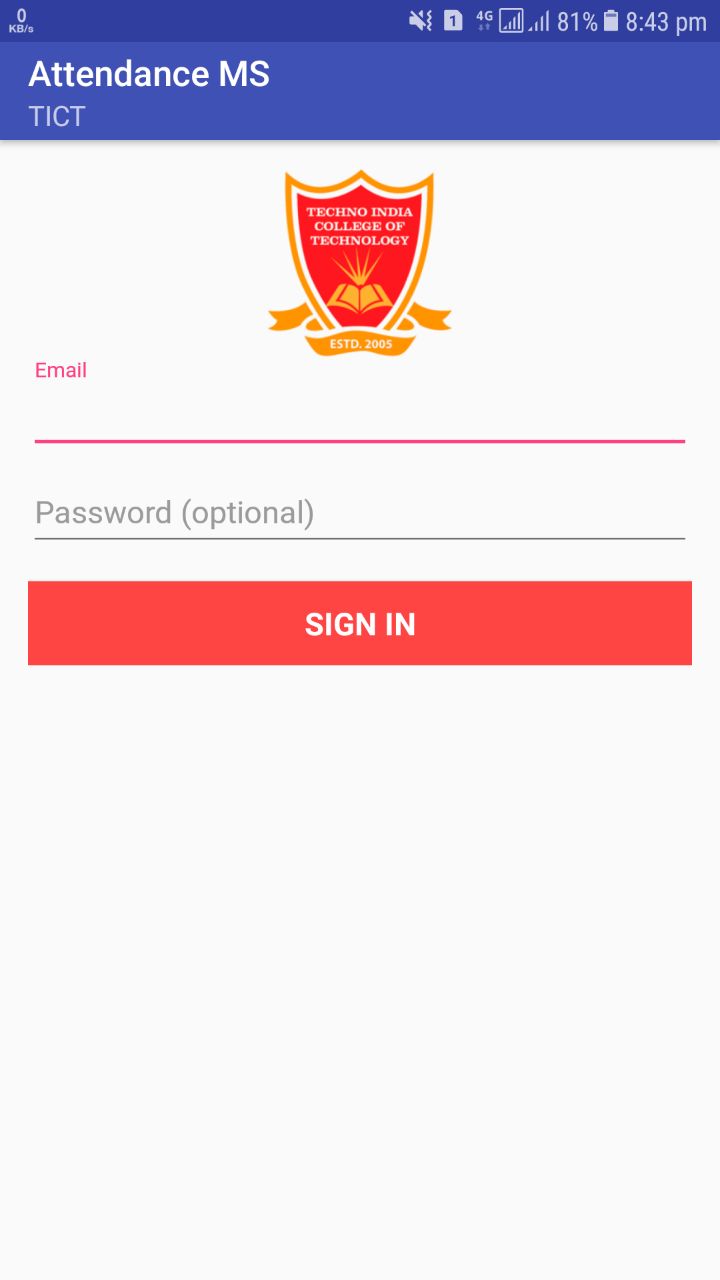 0
KB/s
1 4G 81% 8:43 pm
Attendance MS
TICT
TECHNO INDIA
COLLEGE OF
TECHNOLOGY
ESTD. 2005
Email
Password (optional)
SIGN IN